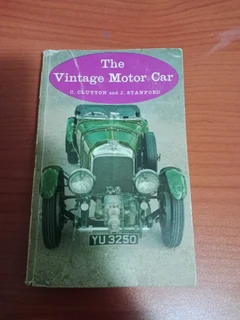 The
Vintage Motor Car
C. CLUTTON and J. STANFORD
YU 3250